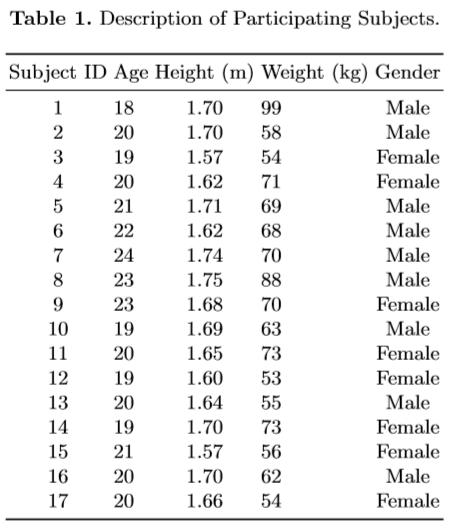 Table 1. Description of Participating Subjects.
Subject ID Age Height (m) Weight (kg) Gender
1 18 1.70 99 Male
2 20 1.70 58 Male
3 19 1.57 54 Female
4 20 1.62 71 Female
5 21 1.71 69 Male
6 22 1.62 68 Male
7 24 1.74 70 Male
8 23 1.75 88 Male
9 23 1.68 70 Female
10 19 1.69 63 Male
11 20 1.65 73 Female
12 19 1.60 53 Female
13 20 1.64 55 Male
14 19 1.70 73 Female
15 21 1.57 56 Female
16 20 1.70 62 Male
17 20 1.66 54 Female